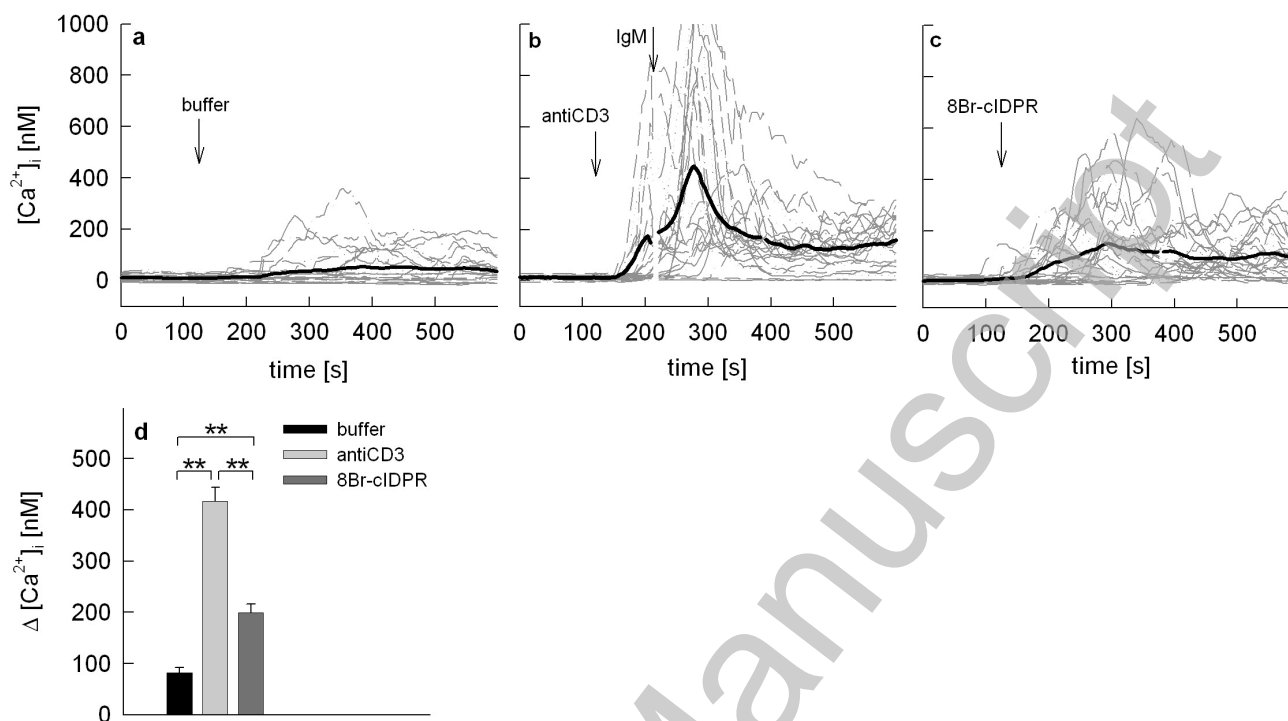 a
1000
800
600
400
200
0
[Ca2+]i [nM]
buffer
0 100 200 300 400 500
time [s]
b
IgM
antiCD3
0 100 200 300 400 500
time [s]
c
8Br-cIDPR
0 100 200 300 400 500
time [s]
d
500
400
300
200
100
0
Δ [Ca2+]i [nM]
**
** **
buffer
antiCD3
8Br-cIDPR
Manuscript